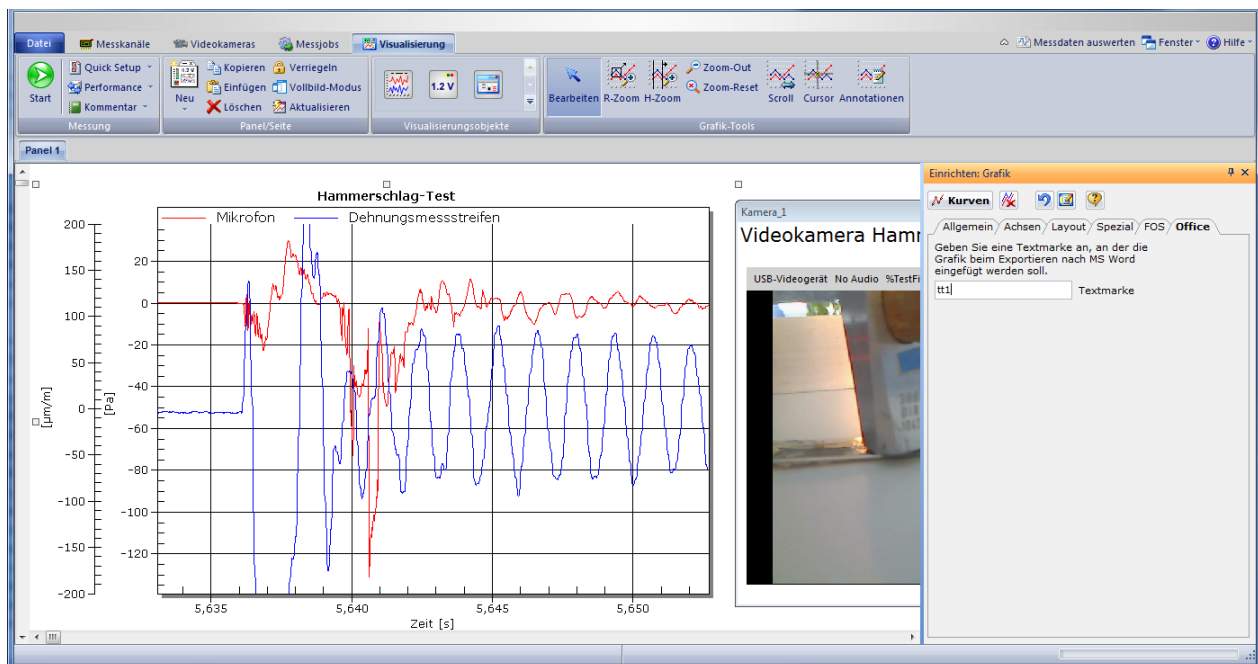 Datei Messkanäle Videokameras Messjobs Visualisierung Messdaten auswerten Fenster Hilfe
Start
Quick Setup
Performance
Kommentar
Messung
Neu
Kopieren Verriegeln
Einfügen Vollbild-Modus
Löschen Aktualisieren
Panel/Seite
1.2 V
Visualisierungsobjekte
Bearbeiten R-Zoom H-Zoom
Zoom-Out
Zoom-Reset
Scroll Cursor Annotationen
Grafik-Tools
Panel 1
Hammerschlag-Test
Mikrofon Dehnungsmessstreifen
200
150
100
50
0
-50
-100
-150
-200
[µm/m]
20
0
-20
-40
-60
-80
-100
-120
[Pa]
5,635 5,640 5,645 5,650
Zeit [s]
Kamera_1
Videokamera Ham
USB-Videogerät No Audio %TestFi
Einrichten: Grafik
Kurven
Allgemein Achsen Layout Spezial FOS Office
Geben Sie eine Textmarke an, an der die
Grafik beim Exportieren nach MS Word
eingefügt werden soll.
tt1 Textmarke